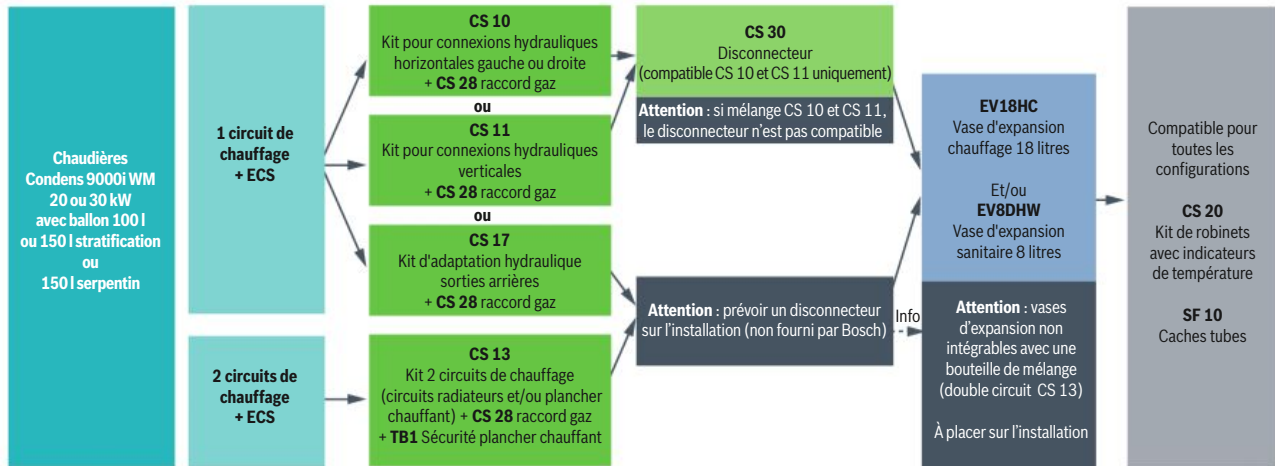 Chaudières
Condens 9000i WM
20 ou 30 kW
avec ballon 100 l
ou 150 l stratification
ou
150 l serpentin
1 circuit de
chauffage
+ ECS
2 circuits de
chauffage
+ ECS
CS 10
Kit pour connexions hydrauliques
horizontales gauche ou droite
+ CS 28 raccord gaz
ou
CS 11
Kit pour connexions hydrauliques
verticales
+ CS 28 raccord gaz
ou
CS 17
Kit d'adaptation hydraulique
sorties arrières
+ CS 28 raccord gaz
CS 13
Kit 2 circuits de chauffage
(circuits radiateurs et/ou plancher
chauffant) + CS 28 raccord gaz
+ TB1 Sécurité plancher chauffant
CS 30
Disconnecteur
(compatible CS 10 et CS 11 uniquement)
Attention : si mélange CS 10 et CS 11,
le disconnecteur n'est pas compatible
Attention : prévoir un disconnecteur
sur l'installation (non fourni par Bosch)
Info
EV18HC
Vase d'expansion
chauffage 18 litres
Et/ou
EV8DHW
Vase d'expansion
sanitaire 8 litres
Attention : vases
d'expansion non
intégrables avec une
bouteille de mélange
(double circuit CS 13)
À placer sur l'installation
Compatible pour
toutes les
configurations
CS 20
Kit de robinets
avec indicateurs
de température
SF 10
Caches tubes